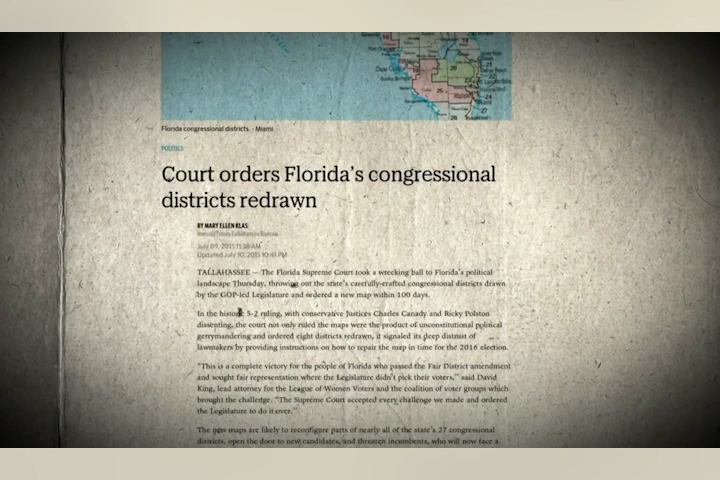 Florida congressional districts. - Miami
POLITICS
Court orders Florida's congressional
districts redrawn
BY MARY ELLEN KLAS
July 09, 2015 11:38 AM
Updated July 10, 2015 10:41 PM
TALLAHASSEE — The Florida Supreme Court took a wrecking ball to Florida's political
landscape Thursday, throwing out the state's carefully-crafted congressional districts drawn
by the GOP-led Legislature and ordered a new map within 100 days.
In the historic 5-2 ruling, with conservative Justices Charles Canady and Ricky Polston
dissenting, the court not only ruled the maps were the product of unconstitutional political
gerrymandering and ordered eight districts redrawn, it signaled its deep distrust of
lawmakers by providing instructions on how to repair the map in time for the 2016 election.
"This is a complete victory for the people of Florida who passed the Fair District amendment
and sought fair representation where the Legislature didn't pick their voters," said David
King, lead attorney for the League of Women Voters and the coalition of voter groups which
brought the challenge. "The Supreme Court accepted every challenge we made and ordered
the Legislature to do it over."
The new maps are likely to reconfigure parts of nearly all of the state's 27 congressional
districts, open the door to new candidates, and threaten incumbents, who will now face a